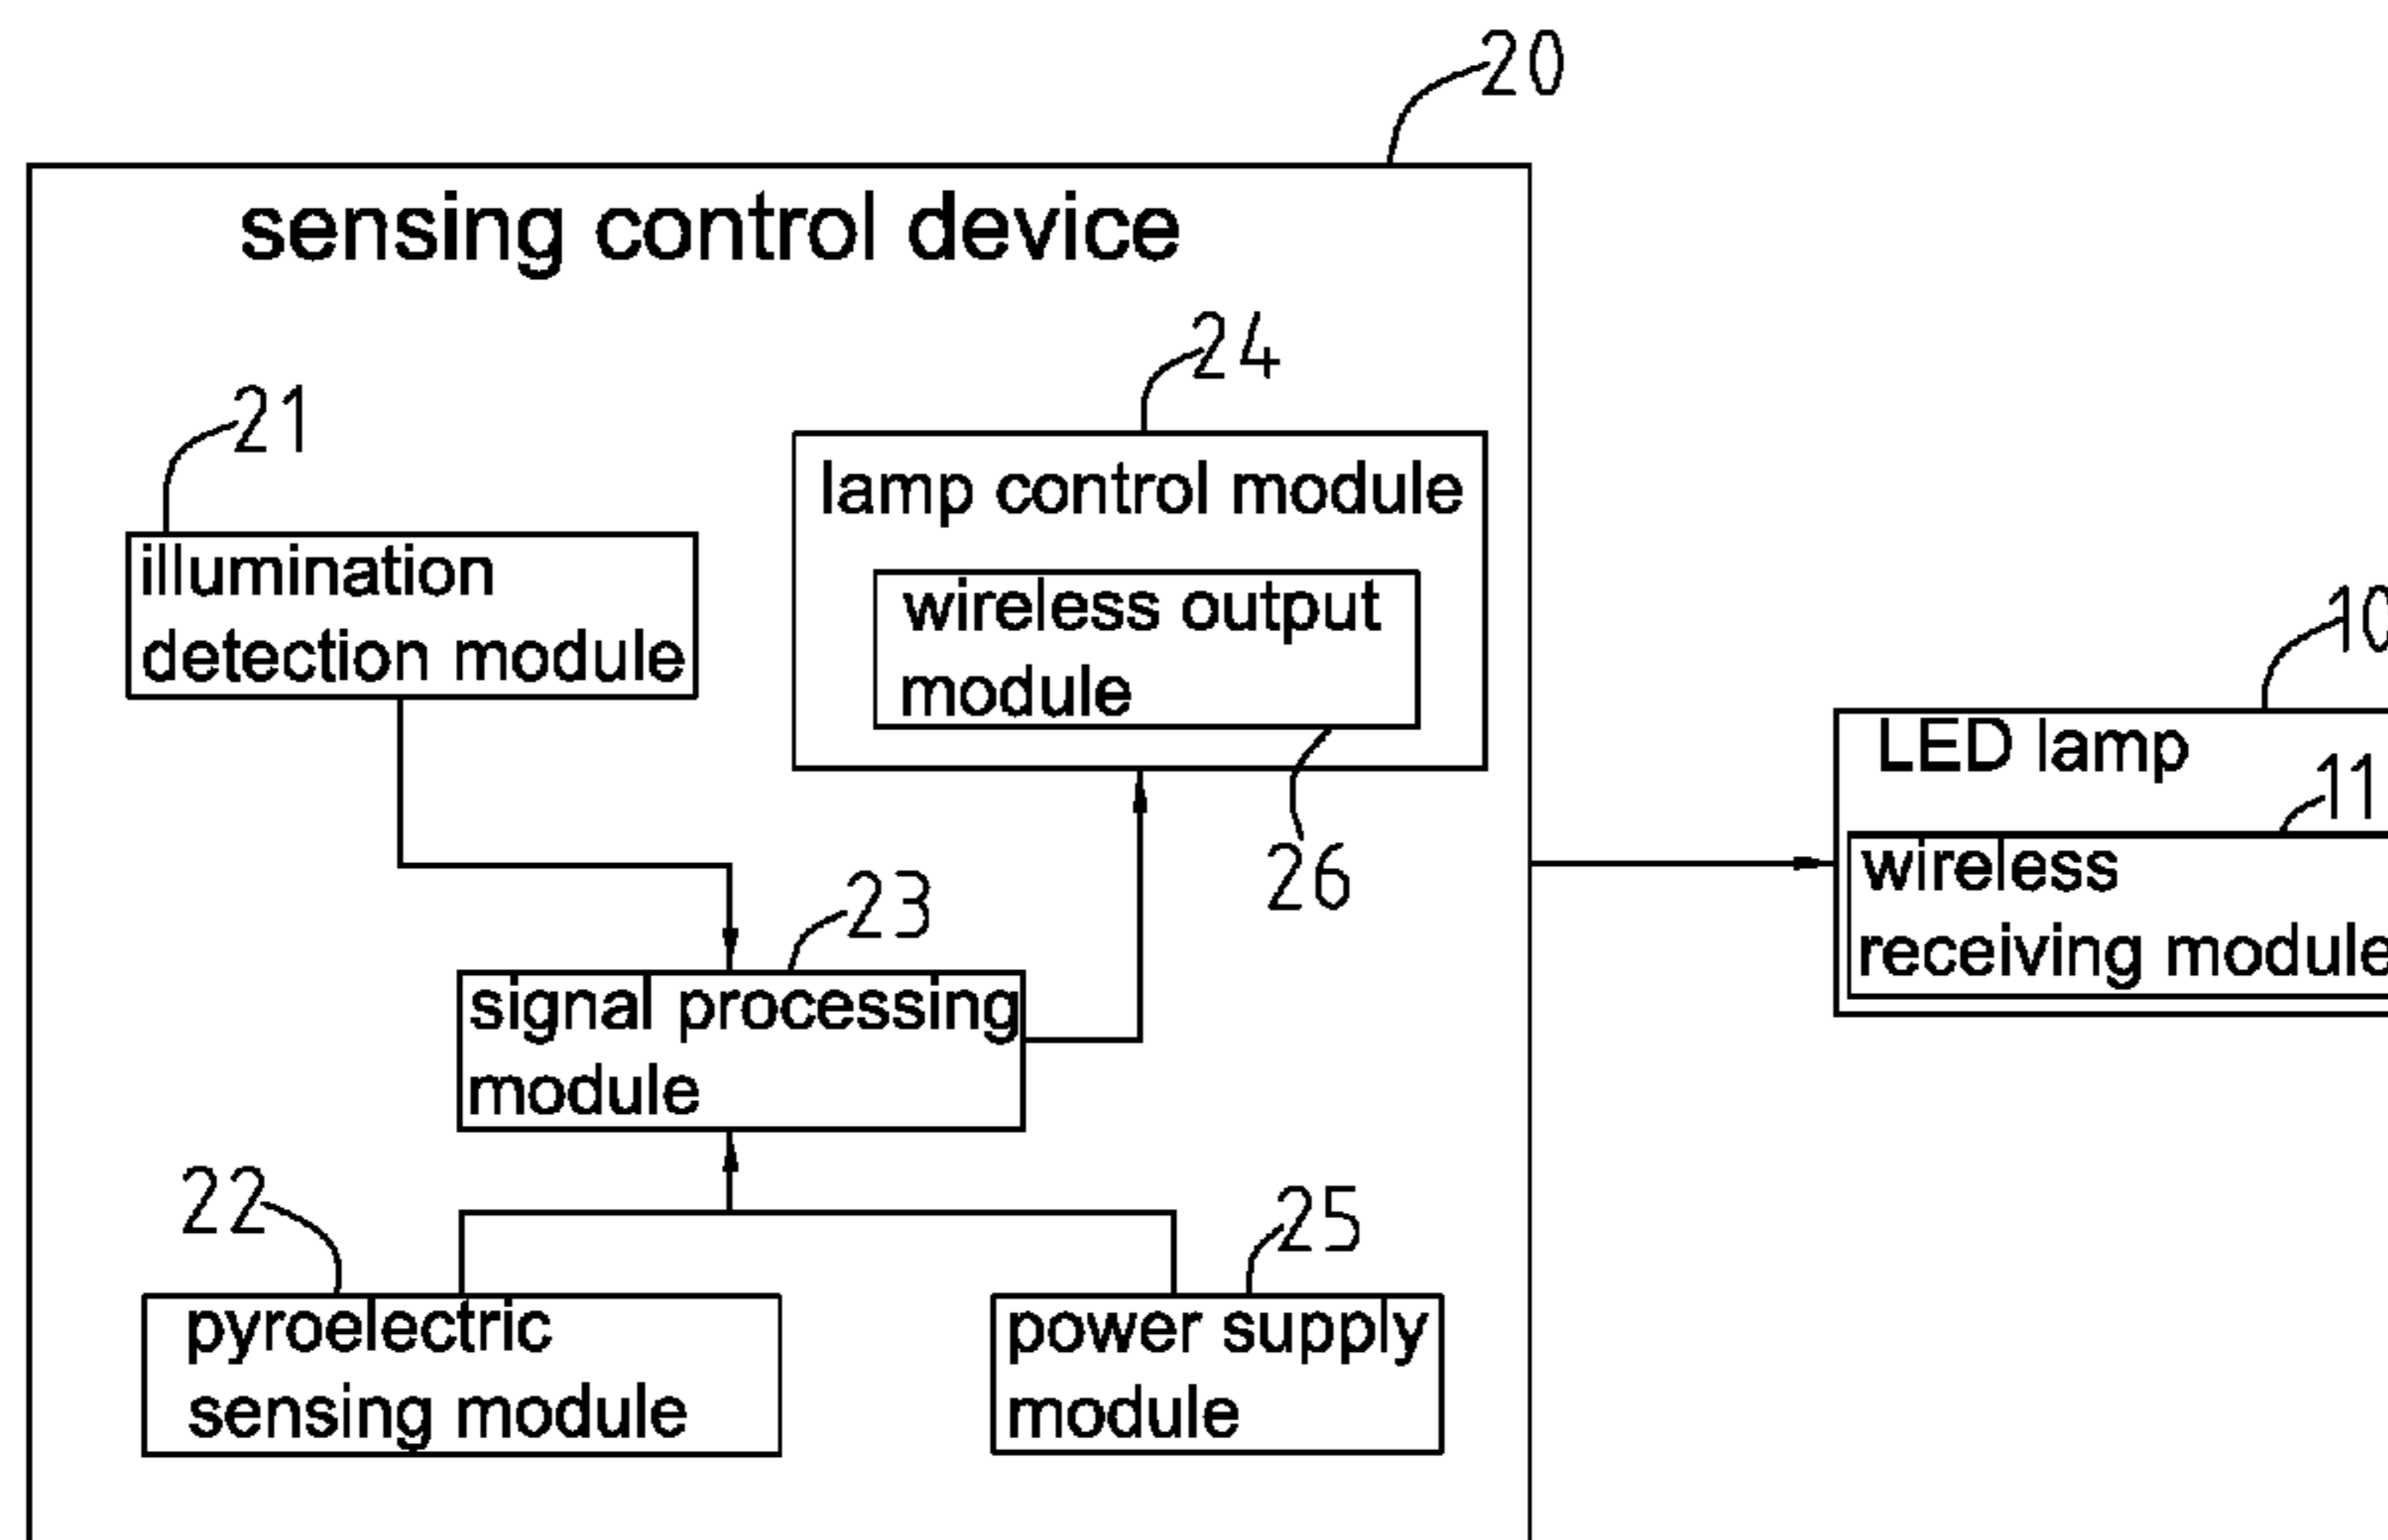 20
sensing control device
24
21
lamp control module
illumination
detection module
wireless output
module
10
LED lamp
11
wireless
receiving module
26
23
signal processing
module
22
25
pyroelectric
sensing module
power supply
module